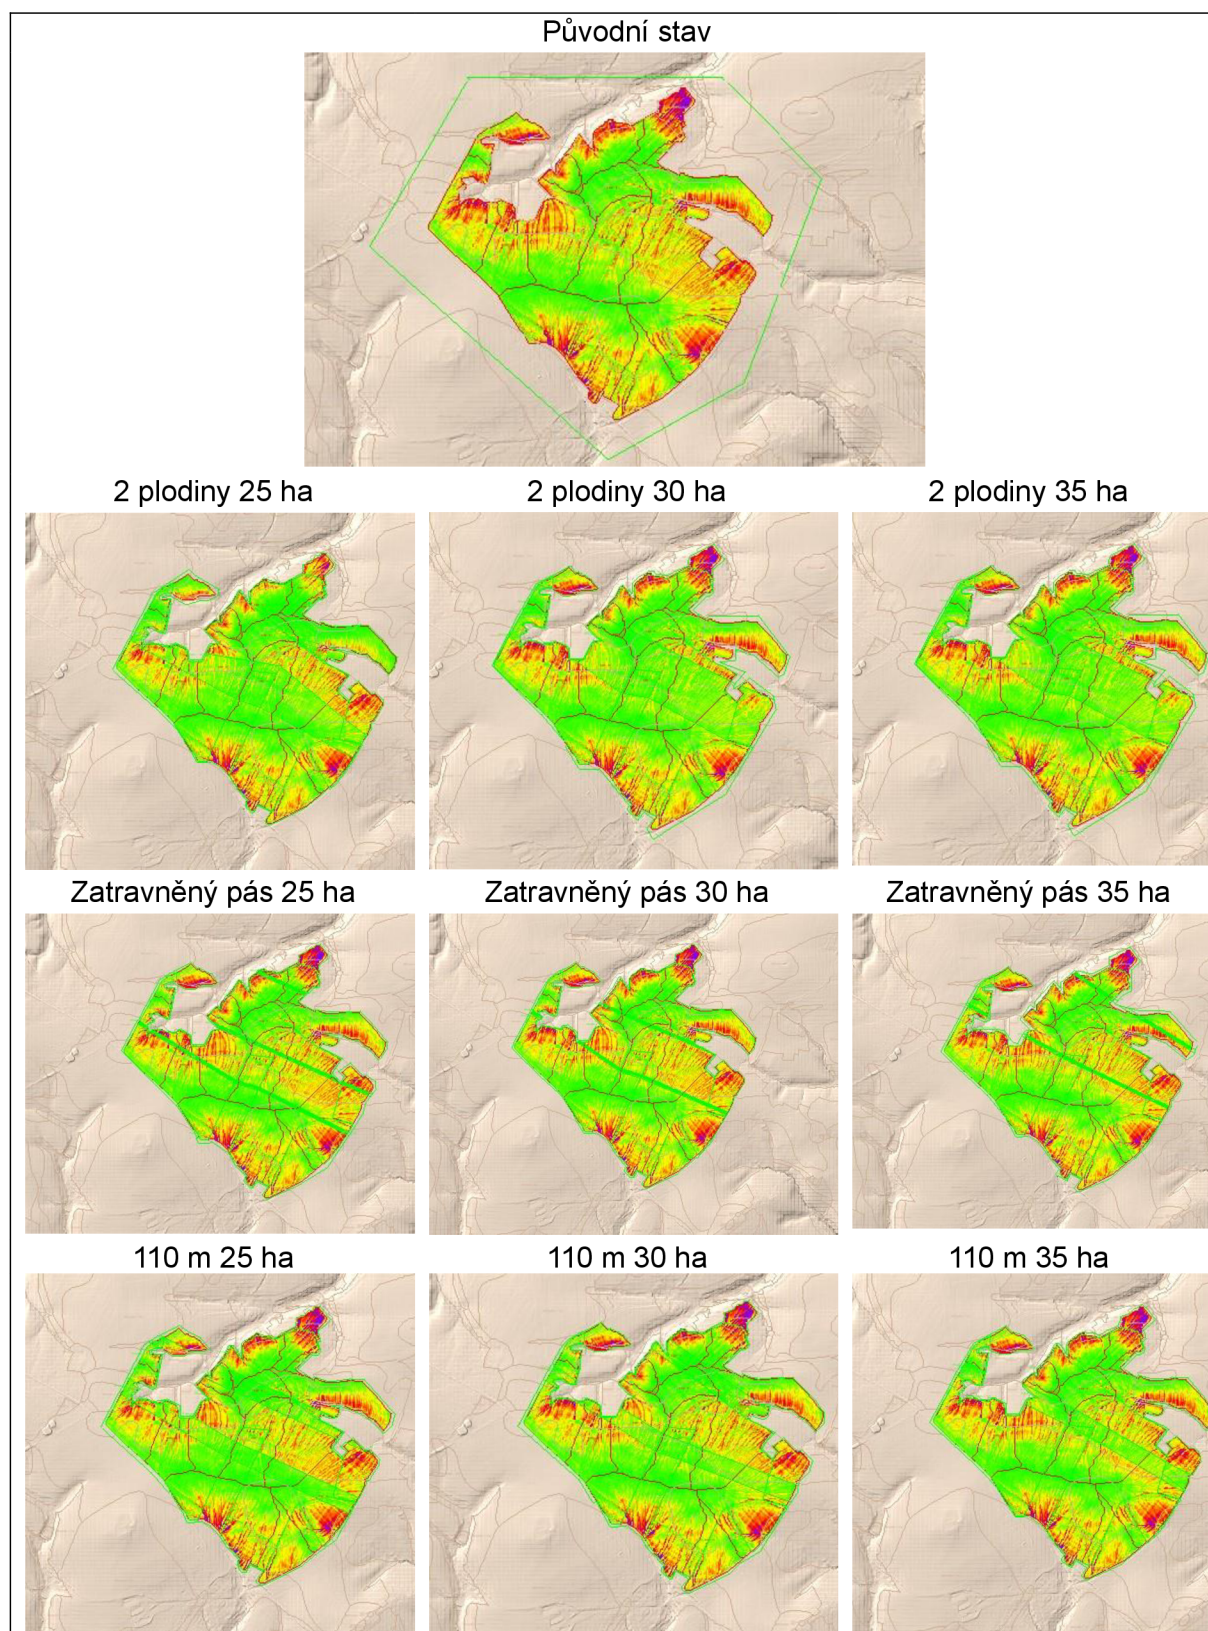 Původní stav
2 plodiny 25 ha
2 plodiny 30 ha
2 plodiny 35 ha
Zatravněný pás 25 ha
Zatravněný pás 30 ha
Zatravněný pás 35 ha
110 m 25 ha
110 m 30 ha
110 m 35 ha